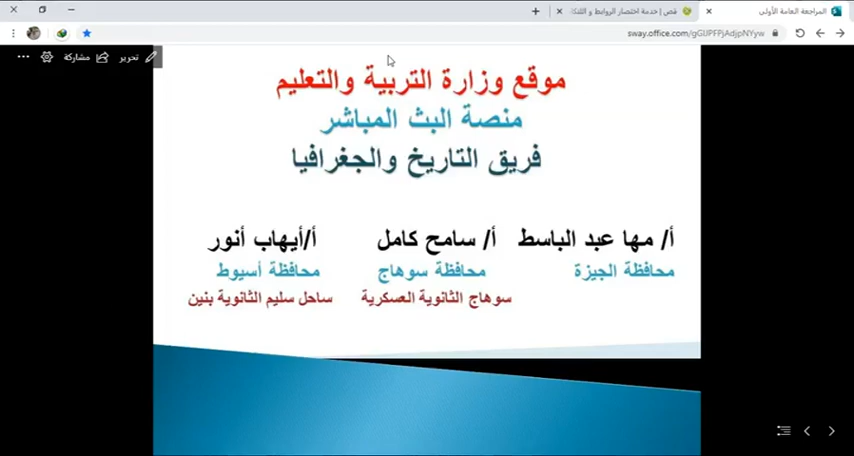 المراجعة العامة الأولى
قص | خدمة اختصار الروابط و اللنكا
sway.office.com/gGIJPFPjAdjpNYyw
تحرير
مشاركة
موقع وزارة التربية والتعليم
منصة البث المباشر
فريق التاريخ والجغرافيا
أ/ مها عبد الباسط أ/ سامح كامل أ/أيهاب أنور
محافظة الجيزة محافظة سوهاج محافظة أسيوط
سوهاج الثانوية العسكرية ساحل سليم الثانوية بنين